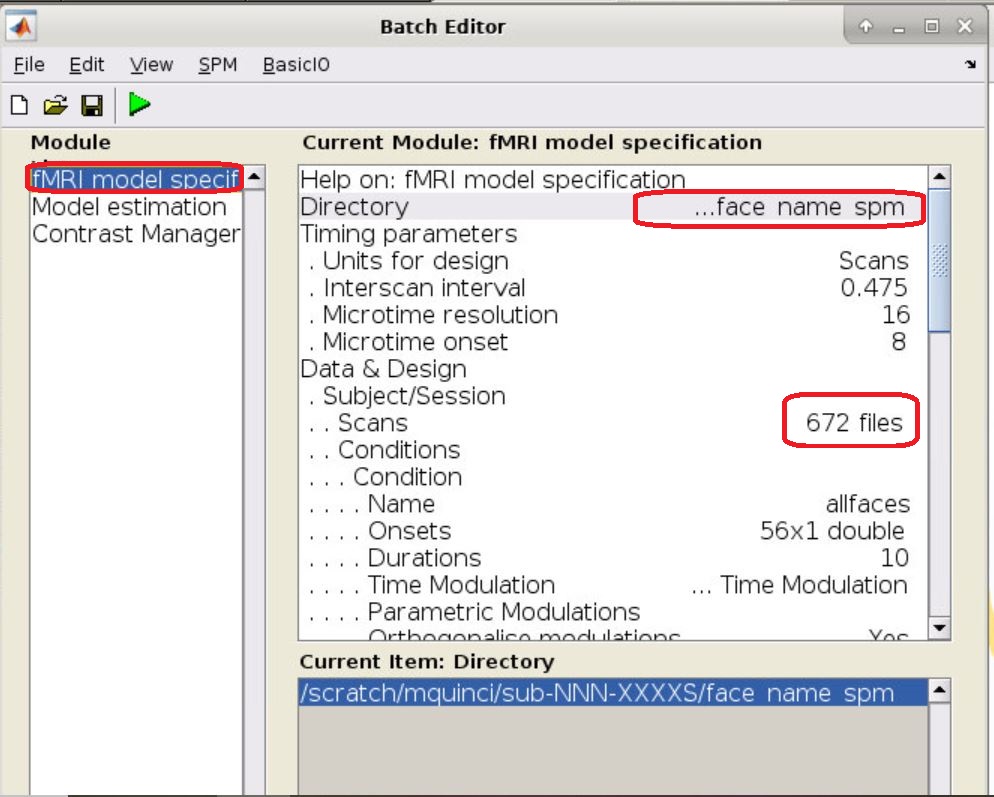 Batch Editor
File Edit View SPM BasicIO
Module
Current Module: fMRI model specification
fMRI model specif
Model estimation
Contrast Manager
Help on: fMRI model specification
Directory ...face name spm
Timing parameters
. Units for design Scans
. Interscan interval 0.475
. Microtime resolution 16
. Microtime onset 8
Data & Design
. Subject/Session
. . Scans 672 files
. . Conditions
. . . Condition
. . . . Name allfaces
. . . . Onsets 56x1 double
. . . . Durations 10
. . . . Time Modulation ... Time Modulation
. . . . Parametric Modulations
. . . . Orthogonalise modulations Yes
Current Item: Directory
/scratch/mquinci/sub-NNN-XXXXS/face name spm